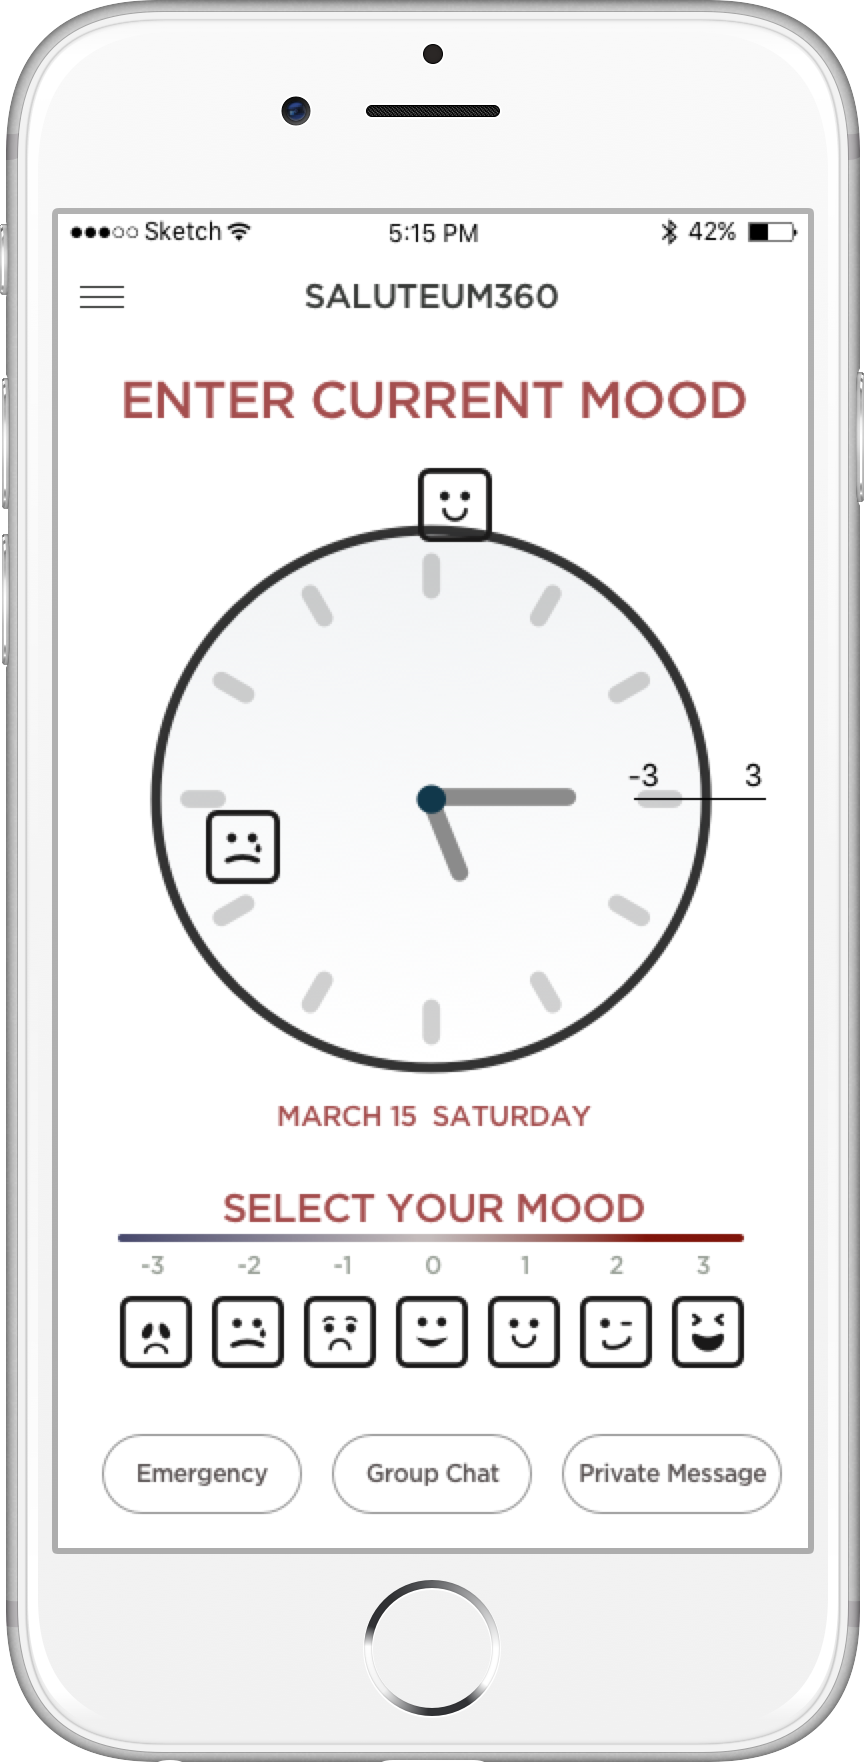 ●●●○○ Sketch 5:15 PM 42%
SALUTEUM360
ENTER CURRENT MOOD
-3 3
MARCH 15 SATURDAY
SELECT YOUR MOOD
-3 -2 -1 0 1 2 3
Emergency Group Chat Private Message